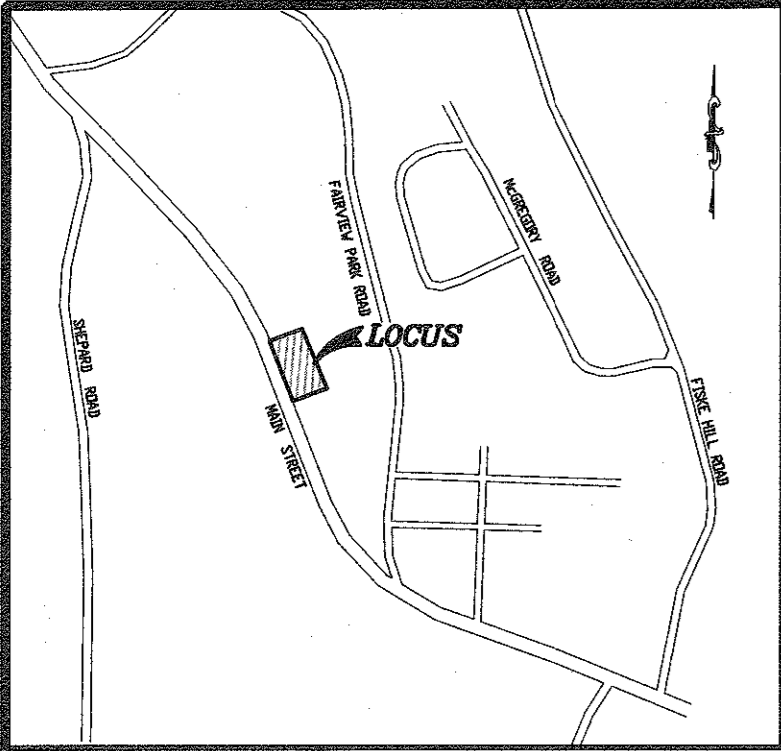 McGREGORY ROAD
FAIRVIEW PARK ROAD
LOCUS
SHEPARD ROAD
FISKE HILL ROAD
MAIN STREET